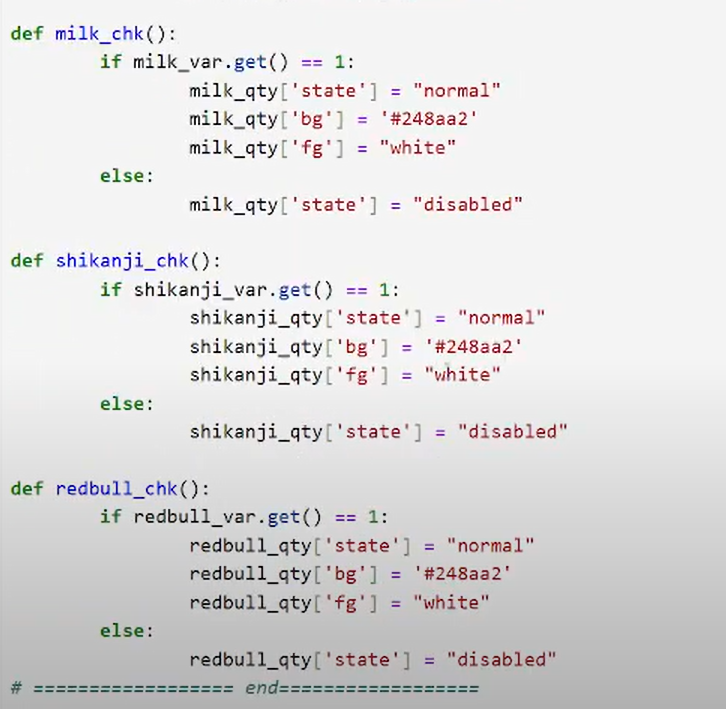 def milk_chk():
if milk_var.get() == 1:
milk_qty['state'] = "normal"
milk_qty['bg'] = '#248aa2'
milk_qty['fg'] = "white"
else:
milk_qty['state'] = "disabled"
def shikanji_chk():
if shikanji_var.get() == 1:
shikanji_qty['state'] = "normal"
shikanji_qty['bg'] = '#248aa2'
shikanji_qty['fg'] = "white"
else:
shikanji_qty['state'] = "disabled"
def redbull_chk():
if redbull_var.get() == 1:
redbull_qty['state'] = "normal"
redbull_qty['bg'] = '#248aa2'
redbull_qty['fg'] = "white"
else:
redbull_qty['state'] = "disabled"
# ================== end==================